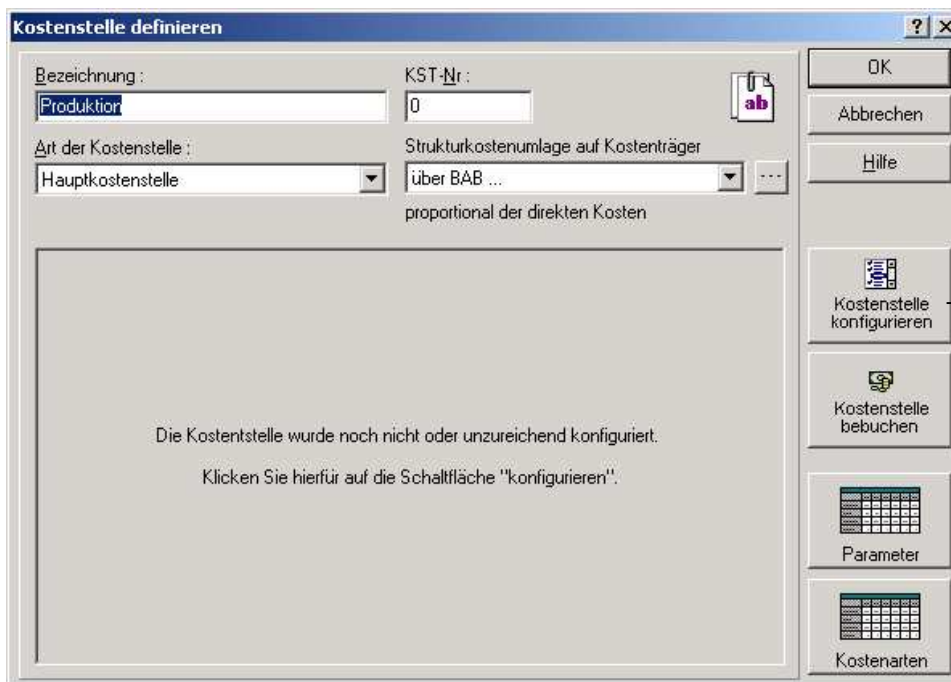 Kostenstelle definieren
Bezeichnung :
KST-Nr :
OK
Produktion
0
ab
Abbrechen
Art der Kostenstelle :
Strukturkostenumlage auf Kostenträger
Hilfe
Hauptkostenstelle
über BAB ...
...
proportional der direkten Kosten
Kostenstelle
konfigurieren
Kostenstelle
bebuchen
Die Kostentstelle wurde noch nicht oder unzureichend konfiguriert.
Klicken Sie hierfür auf die Schaltfläche "konfigurieren".
Parameter
Kostenarten